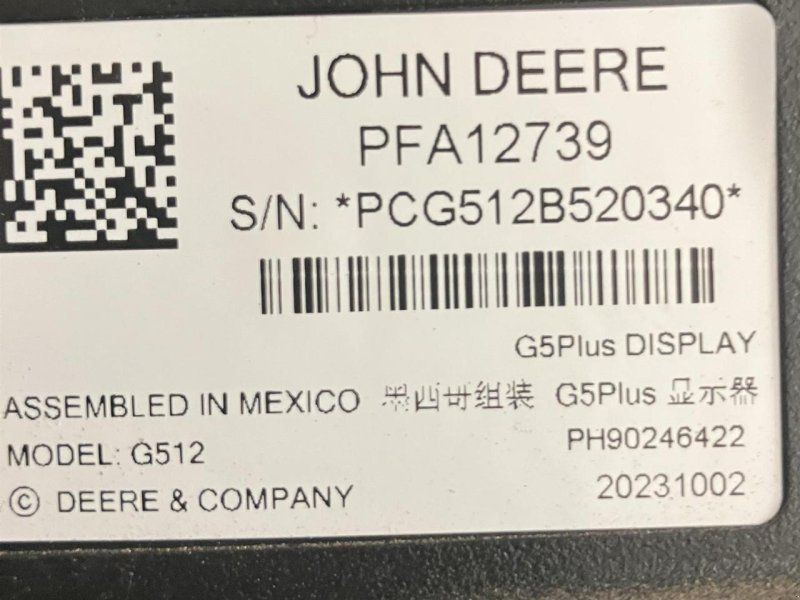 JOHN DEERE
PFA12739
S/N: *PCG512B520340*
G5Plus DISPLAY
ASSEMBLED IN MEXICO 墨西哥组装 G5Plus 显示器
MODEL: G512 PH90246422
© DEERE & COMPANY 20231002